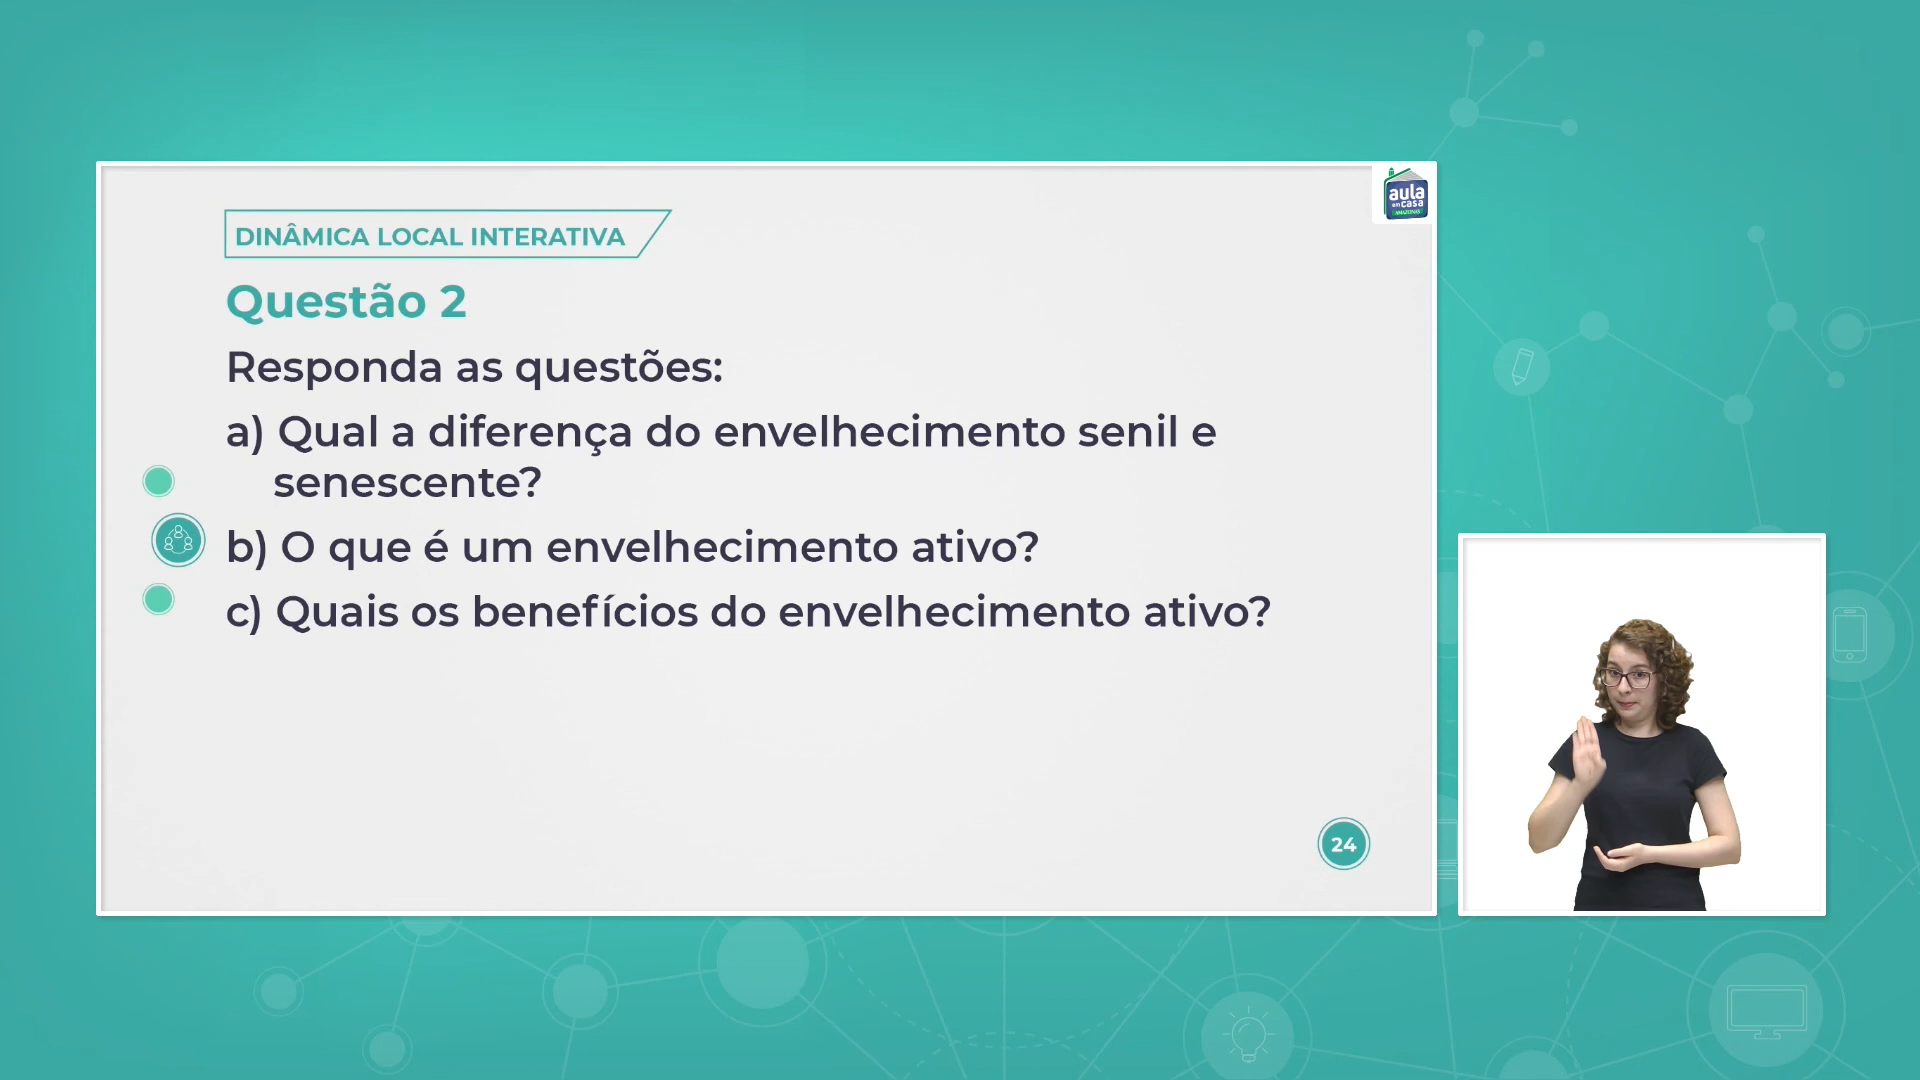 aula
em casa
AMAZONAS
DINÂMICA LOCAL INTERATIVA
Questão 2
Responda as questões:
a) Qual a diferença do envelhecimento senil e
senescente?
b) O que é um envelhecimento ativo?
c) Quais os benefícios do envelhecimento ativo?
24